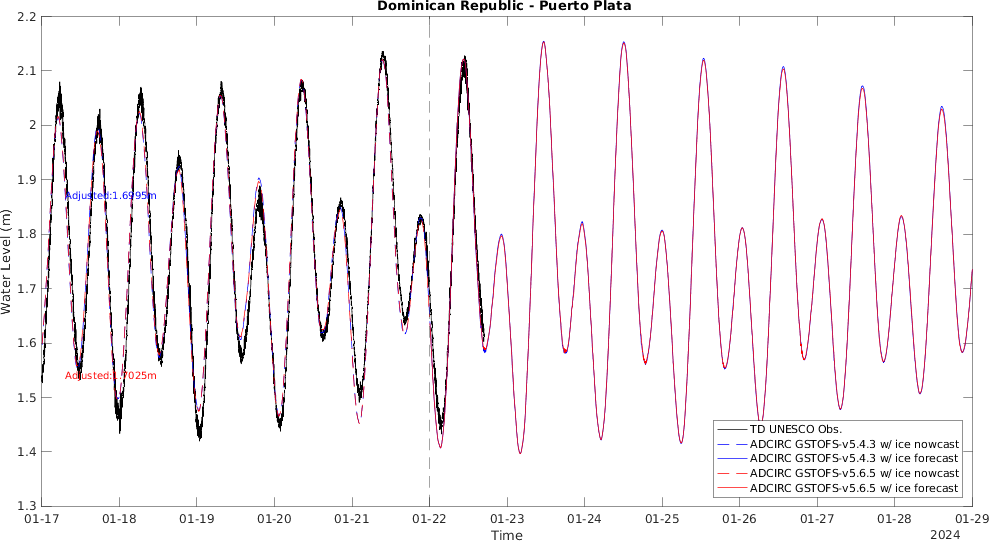 Dominican Republic - Puerto Plata
2.2
2.1
2
1.9
1.8
1.7
1.6
1.5
1.4
1.3
Water Level (m)
Adjusted:1.6995m
Adjusted:1.7025m
TD UNESCO Obs.
ADCIRC GSTOFS-v5.4.3 w/ ice nowcast
ADCIRC GSTOFS-v5.4.3 w/ ice forecast
ADCIRC GSTOFS-v5.6.5 w/ ice nowcast
ADCIRC GSTOFS-v5.6.5 w/ ice forecast
01-17 01-18 01-19 01-20 01-21 01-22 01-23 01-24 01-25 01-26 01-27 01-28 01-29
Time
2024